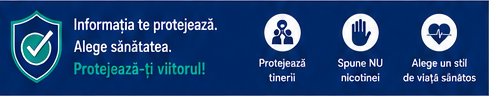 Informația te protejează.
Alege sănătatea.
Protejează-ți viitorul!
Protejează
tinerii
Spune NU
nicotinei
Alege un stil
de viață sănătos